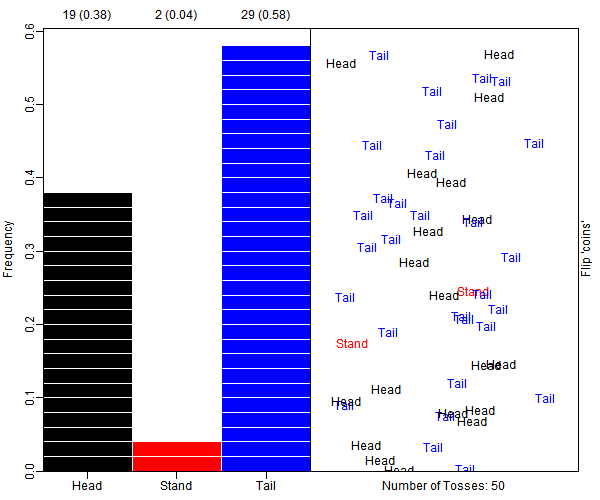 19 (0.38) 2 (0.04) 29 (0.58)
0.6
0.5
0.4
0.3
0.2
0.1
0.0
Frequency
Head Stand Tail
Tail Head
Head
Tail Tail
Tail Head
Tail
Tail Tail
Tail
Head
Head
Tail Tail
Tail Tail Head Tail
Head
Tail Tail
Tail
Head
Stand
Tail Head Tail
Tail
Tail Tail
Tail
Tail
Stand
Head Head
Tail
Head
Tail
Head Tail
Head Head
Tail
Head
Head Tail
Head
Head Tail
Flip 'coins'
Number of Tosses: 50